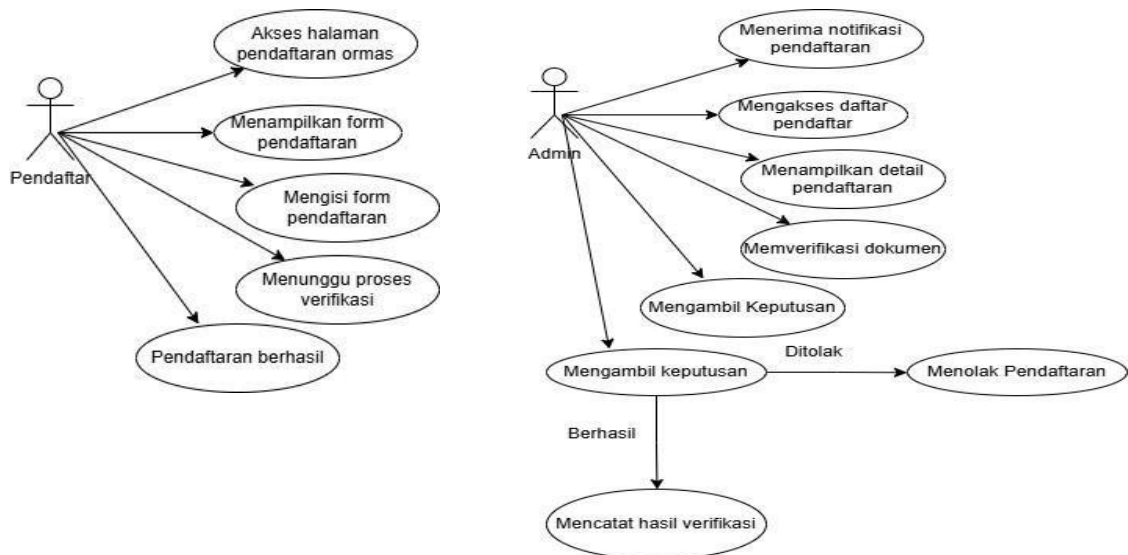 Akses halaman
pendaftaran ormas
Menampilkan form
pendaftaran
Pendaftar
Mengisi form
pendaftaran
Menunggu proses
verifikasi
Pendaftaran berhasil
Menerima notifikasi
pendaftaran
Mengakses daftar
pendaftar
Admin
Menampilkan detail
pendaftaran
Memverifikasi dokumen
Mengambil Keputusan
Mengambil keputusan
Ditolak
Menolak Pendaftaran
Berhasil
Mencatat hasil verifikasi